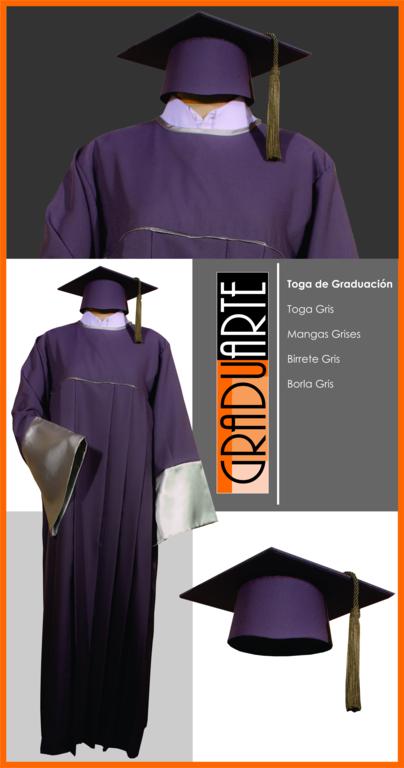 GRADUARTE
Toga de Graduación
Toga Gris
Mangas Grises
Birrete Gris
Borla Gris